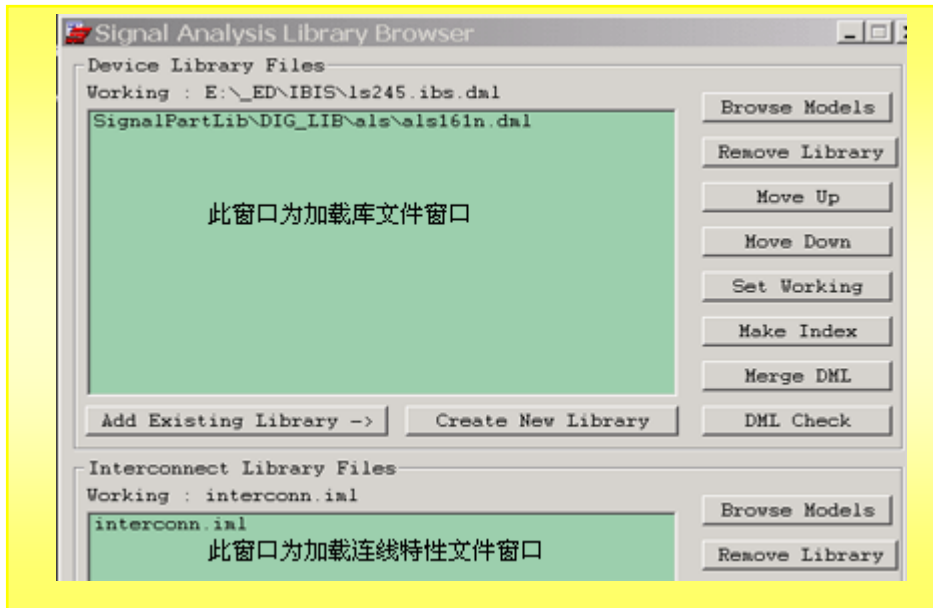 Signal Analysis Library Browser
Device Library Files
Working : E:\_ED\IBIS\ls245.ibs.dml
SignalPartLib\DIG_LIB\als\als161n.dml
此窗口为加载库文件窗口
Browse Models
Remove Library
Move Up
Move Down
Set Working
Make Index
Merge DML
Add Existing Library ->
Create New Library
DML Check
Interconnect Library Files
Working : interconn.iml
interconn.iml
此窗口为加载连线特性文件窗口
Browse Models
Remove Library